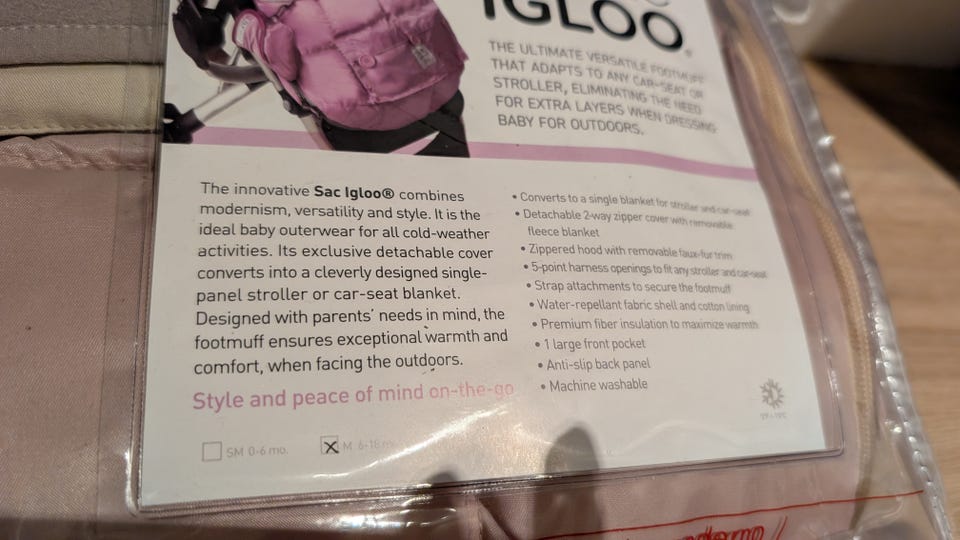 IGLOO®
THE ULTIMATE VERSATILE FOOTMUFF
THAT ADAPTS TO ANY CAR-SEAT OR
STROLLER, ELIMINATING THE NEED
FOR EXTRA LAYERS WHEN DRESSING
BABY FOR OUTDOORS.
The innovative Sac Igloo® combines
modernism, versatility and style. It is the
ideal baby outerwear for all cold-weather
activities. Its exclusive detachable cover
converts into a cleverly designed single-
panel stroller or car-seat blanket.
Designed with parents' needs in mind, the
footmuff ensures exceptional warmth and
comfort, when facing the outdoors.
Style and peace of mind on-the-go
SM 0-6 mo.
M 6-18 m
• Converts to a single blanket for stroller and car-seat
• Detachable 2-way zipper cover with removable
fleece blanket
• Zippered hood with removable faux-fur trim
• 5-point harness openings to fit any stroller and car-seat
• Strap attachments to secure the footmuff
• Water-repellant fabric shell and cotton lining
• Premium fiber insulation to maximize warmth
• 1 large front pocket
• Anti-slip back panel
• Machine washable